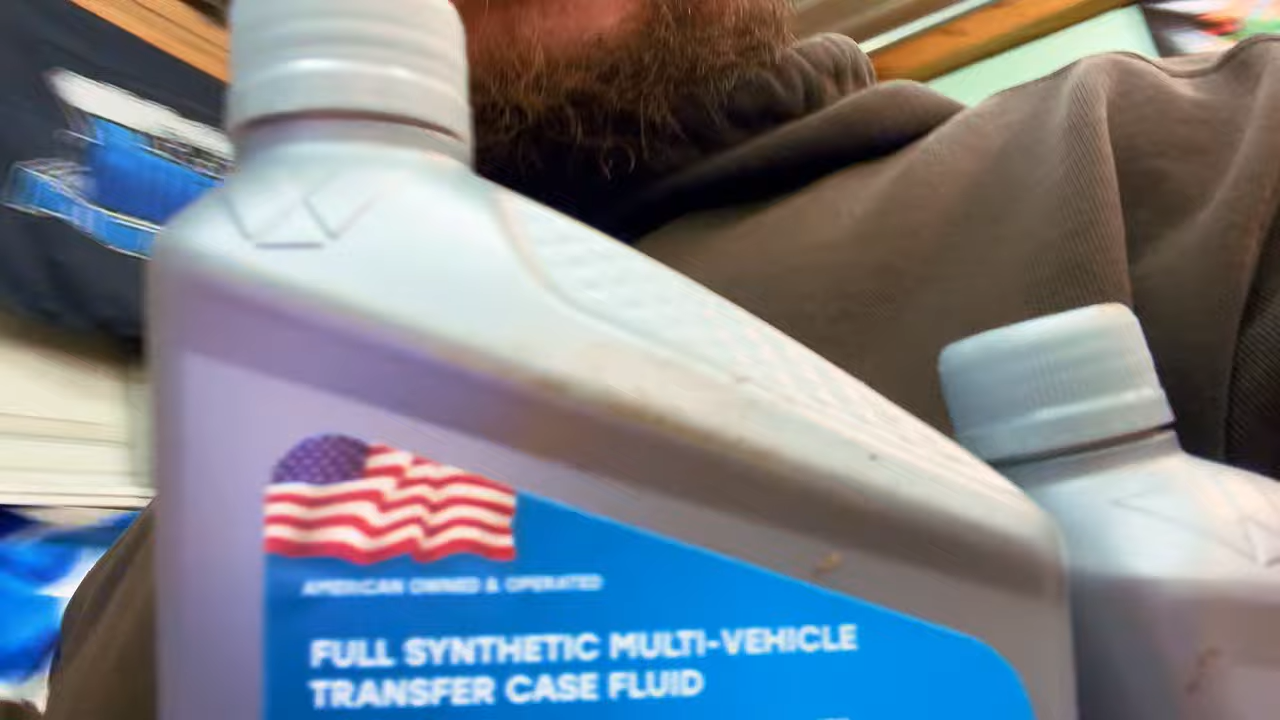 AMERICAN OWNED & OPERATED
FULL SYNTHETIC MULTI-VEHICLE
TRANSFER CASE FLUID